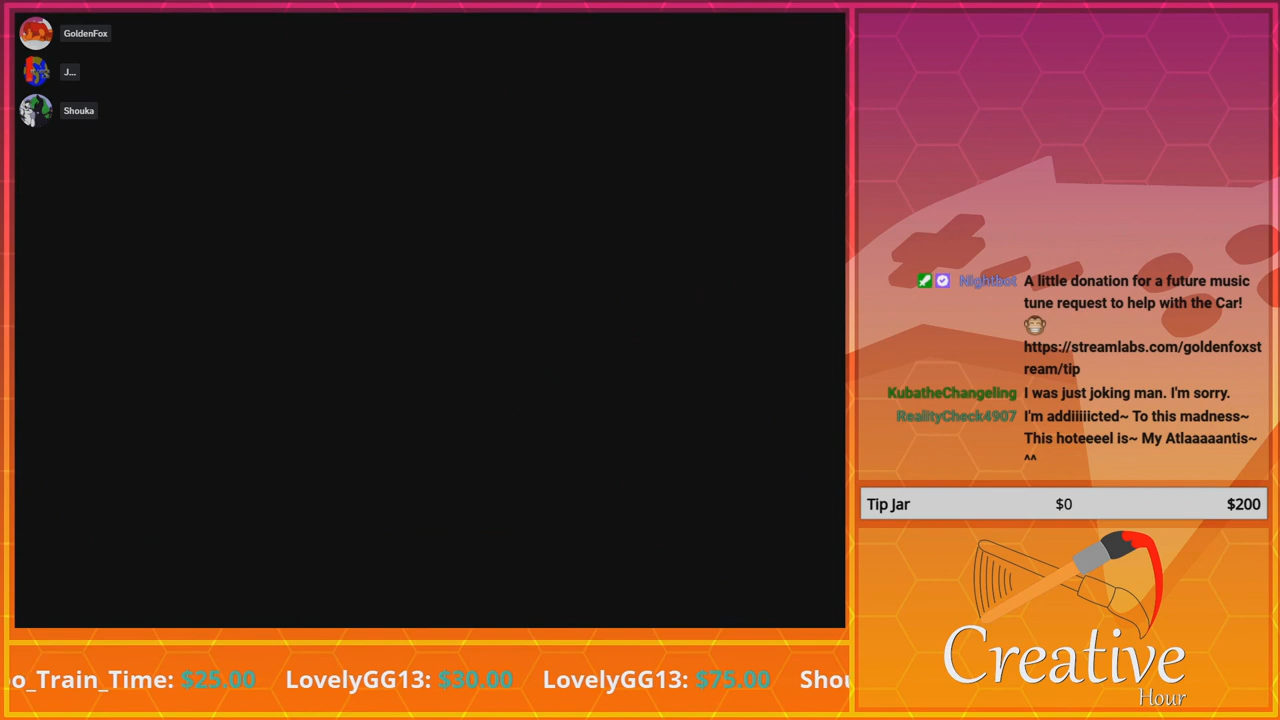 GoldenFox
J...
Shouka
Nightbot A little donation for a future music
tune request to help with the Car!
https://streamlabs.com/goldenfoxst
ream/tip
KubatheChangeling I was just joking man. I'm sorry.
RealityCheck4907 I'm addiiiiicted~ To this madness~
This hoteeeel is~ My Atlaaaaantis~
^^
Tip Jar $0 $200
Creative
Hour
o_Train_Time: $25.00 LovelyGG13: $30.00 LovelyGG13: $75.00 Shou